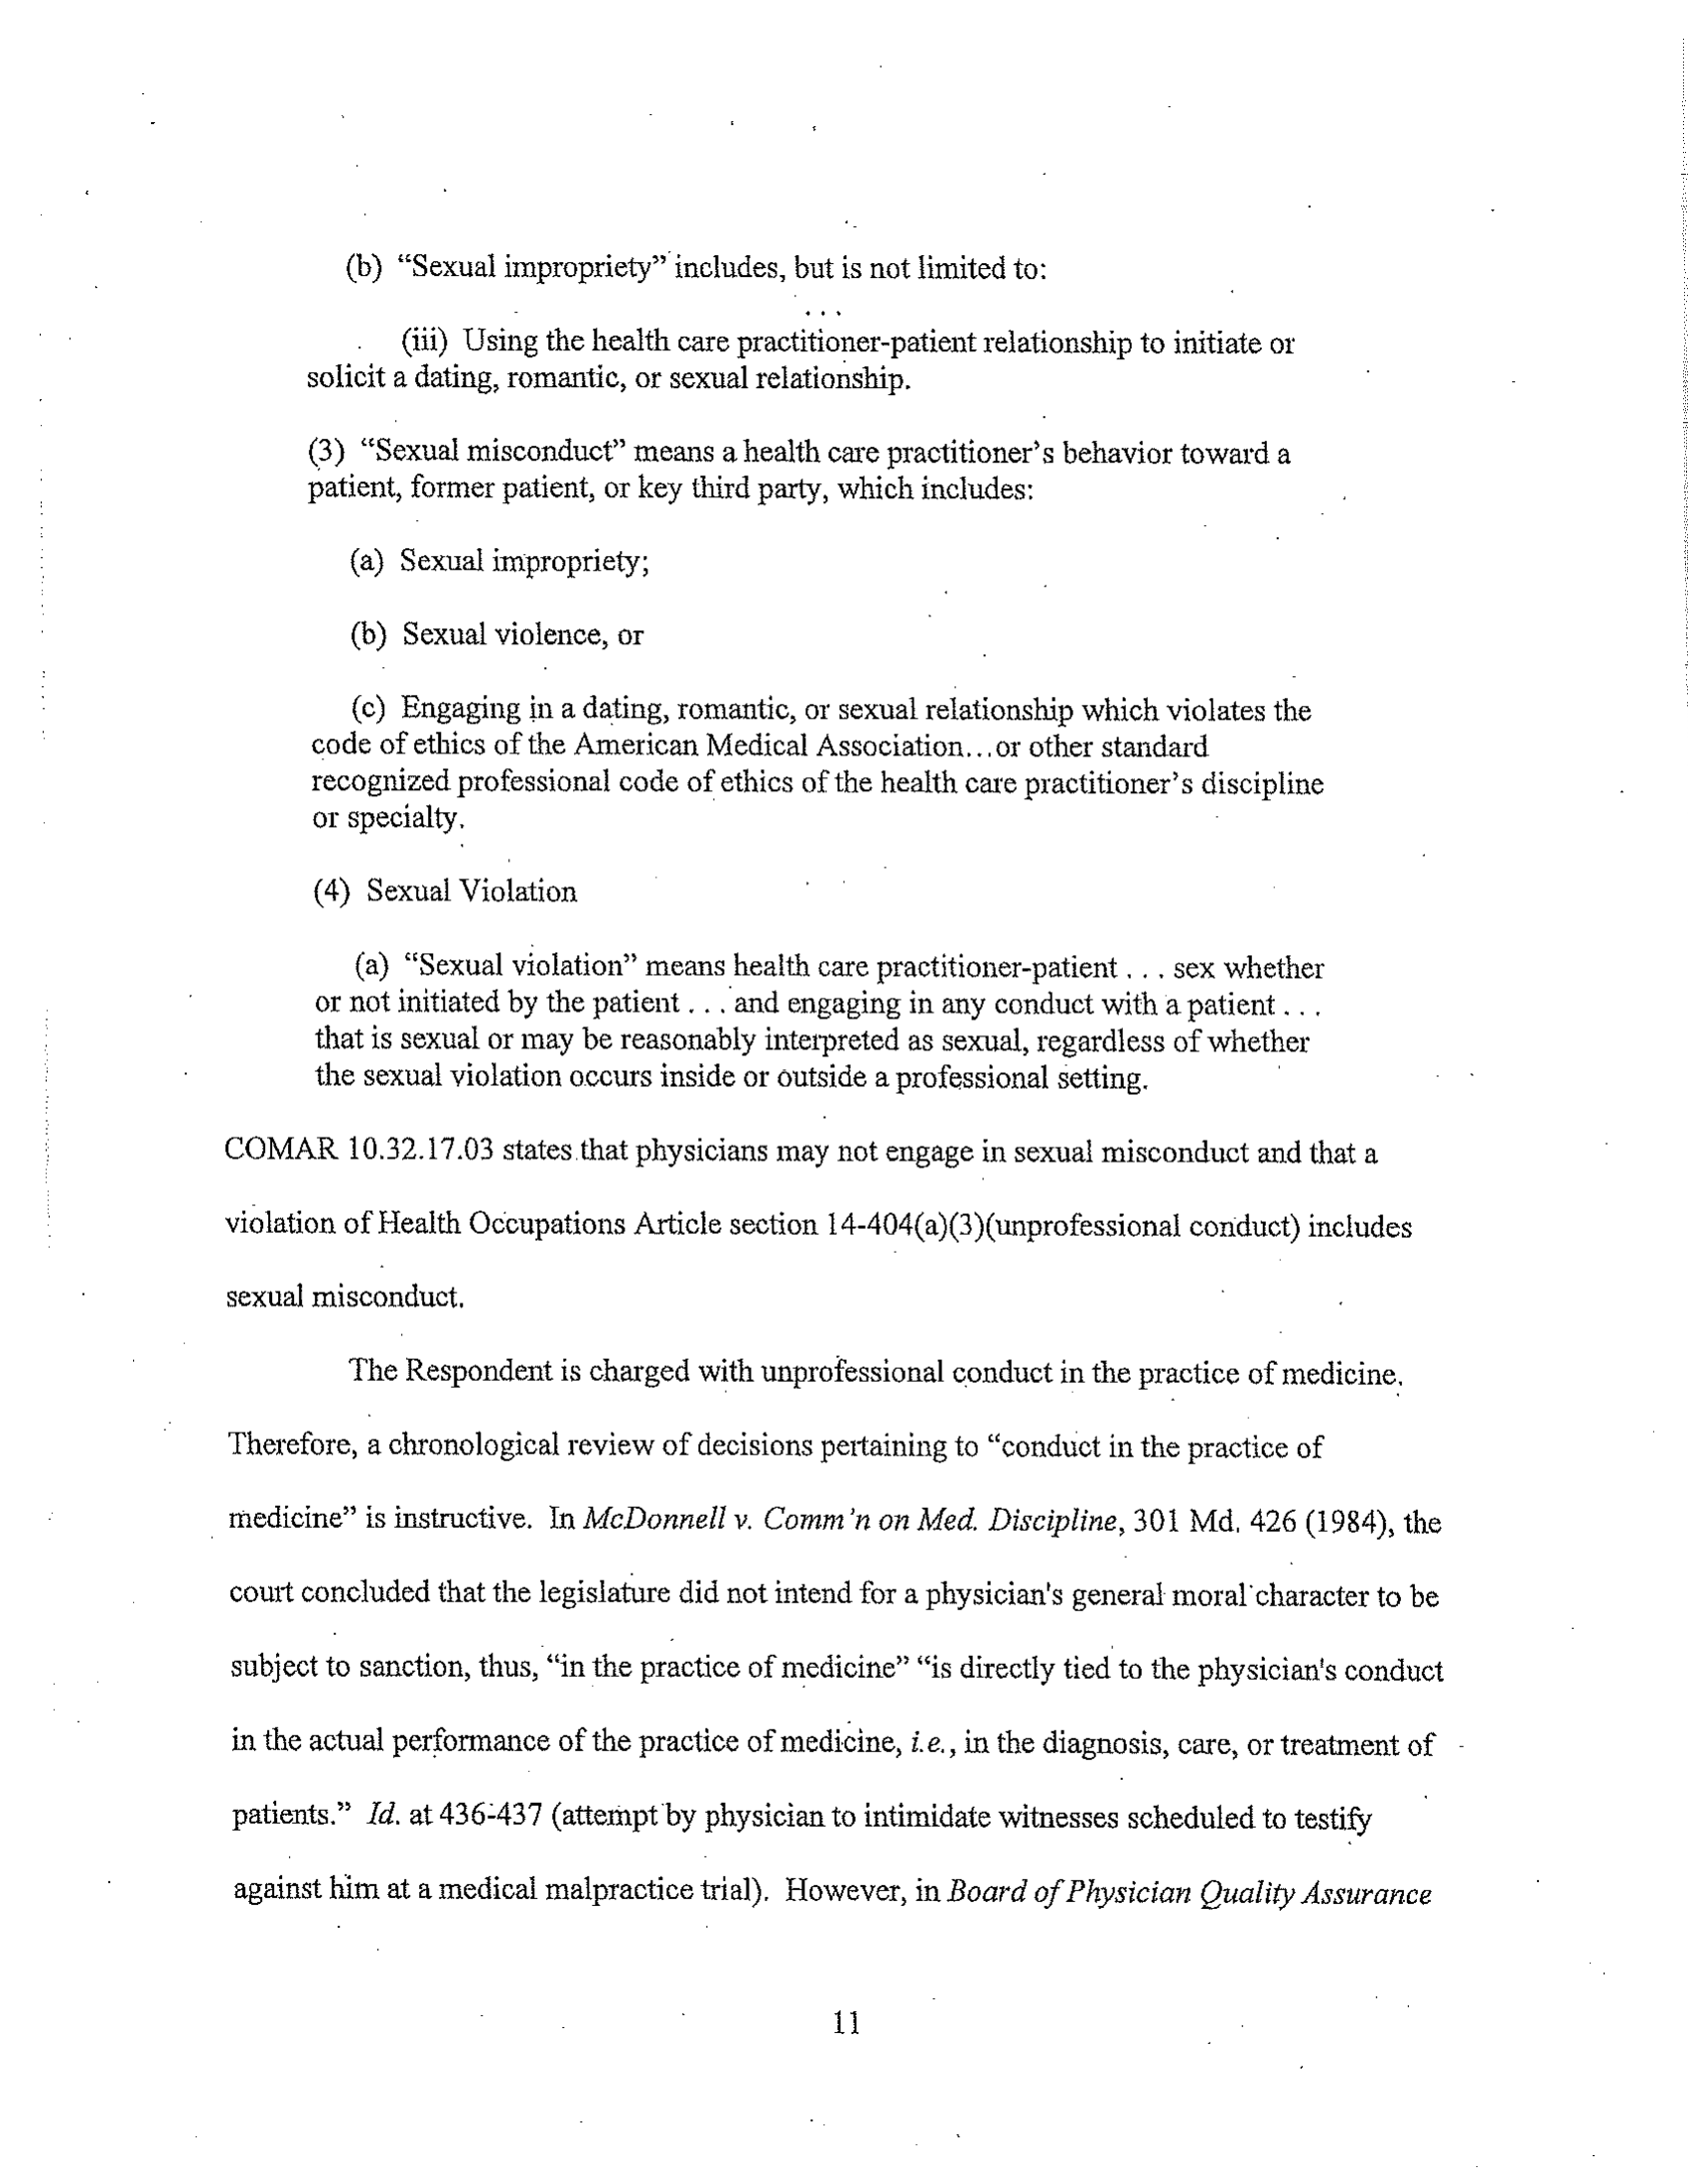 (b) “Sexual impropriety” includes, but is not limited to:
. . .
(iii) Using the health care practitioner-patient relationship to initiate or
solicit a dating, romantic, or sexual relationship.
(3) “Sexual misconduct” means a health care practitioner’s behavior toward a
patient, former patient, or key third party, which includes:
(a) Sexual impropriety;
(b) Sexual violence, or
(c) Engaging in a dating, romantic, or sexual relationship which violates the
code of ethics of the American Medical Association…or other standard
recognized professional code of ethics of the health care practitioner’s discipline
or specialty.
(4) Sexual Violation
(a) “Sexual violation” means health care practitioner-patient . . . sex whether
or not initiated by the patient . . . and engaging in any conduct with a patient . . .
that is sexual or may be reasonably interpreted as sexual, regardless of whether
the sexual violation occurs inside or outside a professional setting.
COMAR 10.32.17.03 states that physicians may not engage in sexual misconduct and that a
violation of Health Occupations Article section 14-404(a)(3)(unprofessional conduct) includes
sexual misconduct.
The Respondent is charged with unprofessional conduct in the practice of medicine.
Therefore, a chronological review of decisions pertaining to “conduct in the practice of
medicine” is instructive. In McDonnell v. Comm’n on Med. Discipline, 301 Md. 426 (1984), the
court concluded that the legislature did not intend for a physician's general moral character to be
subject to sanction, thus, “in the practice of medicine” “is directly tied to the physician's conduct
in the actual performance of the practice of medicine, i.e., in the diagnosis, care, or treatment of
patients.” Id. at 436-437 (attempt by physician to intimidate witnesses scheduled to testify
against him at a medical malpractice trial). However, in Board of Physician Quality Assurance
11